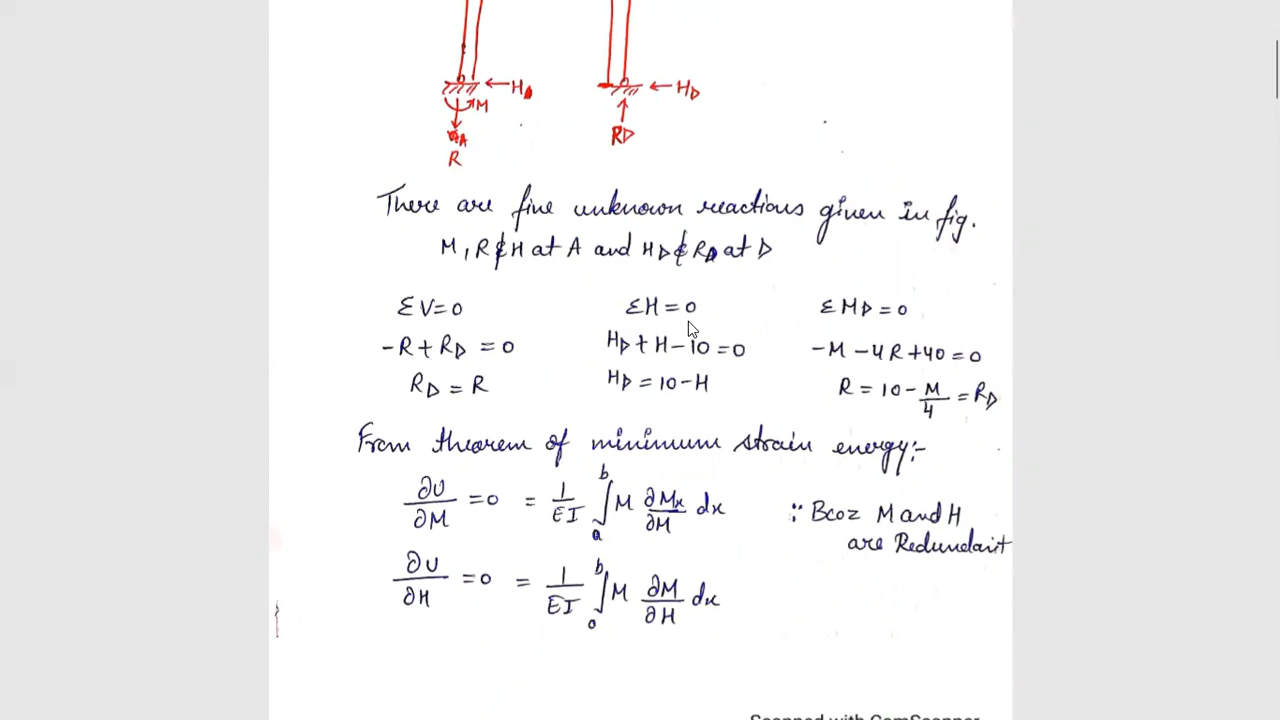 ← H_D
M
R
← H_D
R_D
There are five unknown reactions given in fig.
M, R & H at A and H_D & R_D at D
ΣV=0
ΣH=0
ΣM_D=0
-R+R_D=0
H_D+H-10=0
-M-4R+40=0
R_D=R
H_D=10-H
R=10-M/4=R_D
From theorem of minimum strain energy:-
∂U/∂M=0 = 1/EI ∫_a^b M ∂Mx/∂M dx
∵ Bcoz M and H
are Redundant
∂U/∂H=0 = 1/EI ∫_0^b M ∂M/∂H dx